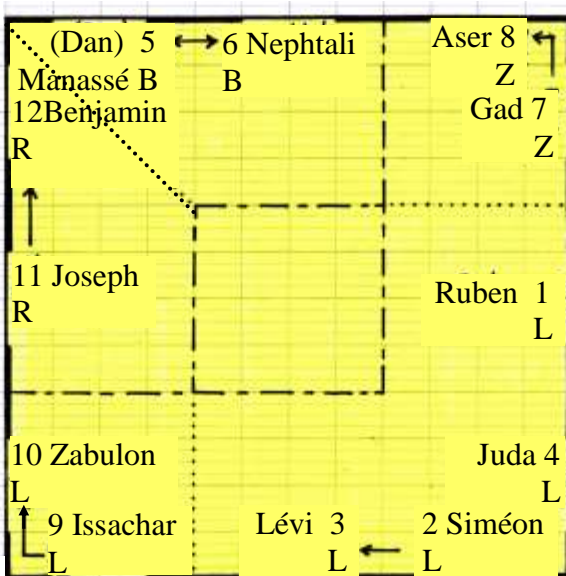 (Dan) 5
Manassé B
12Benjamin
R
6 Nephtali
B
Aser 8
Z
Gad 7
Z
11 Joseph
R
Ruben 1
L
10 Zabulon
L
9 Issachar
L
Lévi 3
L
2 Siméon
L
Juda 4
L